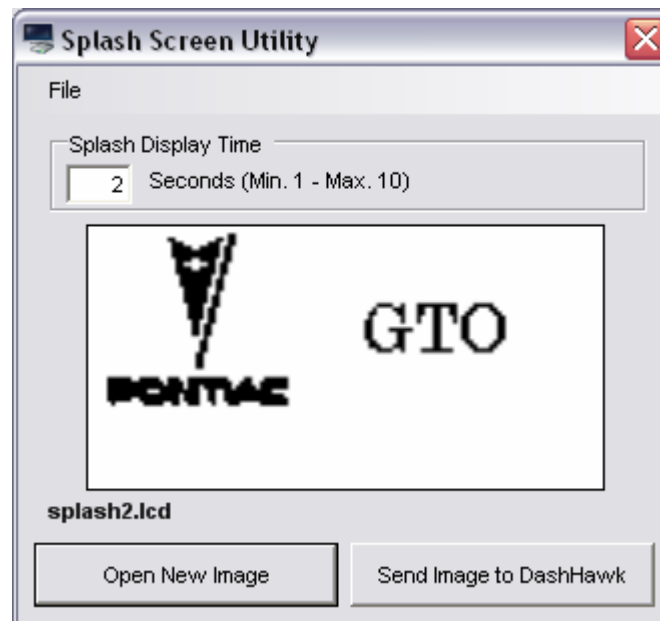 Splash Screen Utility
File
Splash Display Time
2 Seconds (Min. 1 - Max. 10)
GTO
PONTIAC
splash2.lcd
Open New Image Send Image to DashHawk